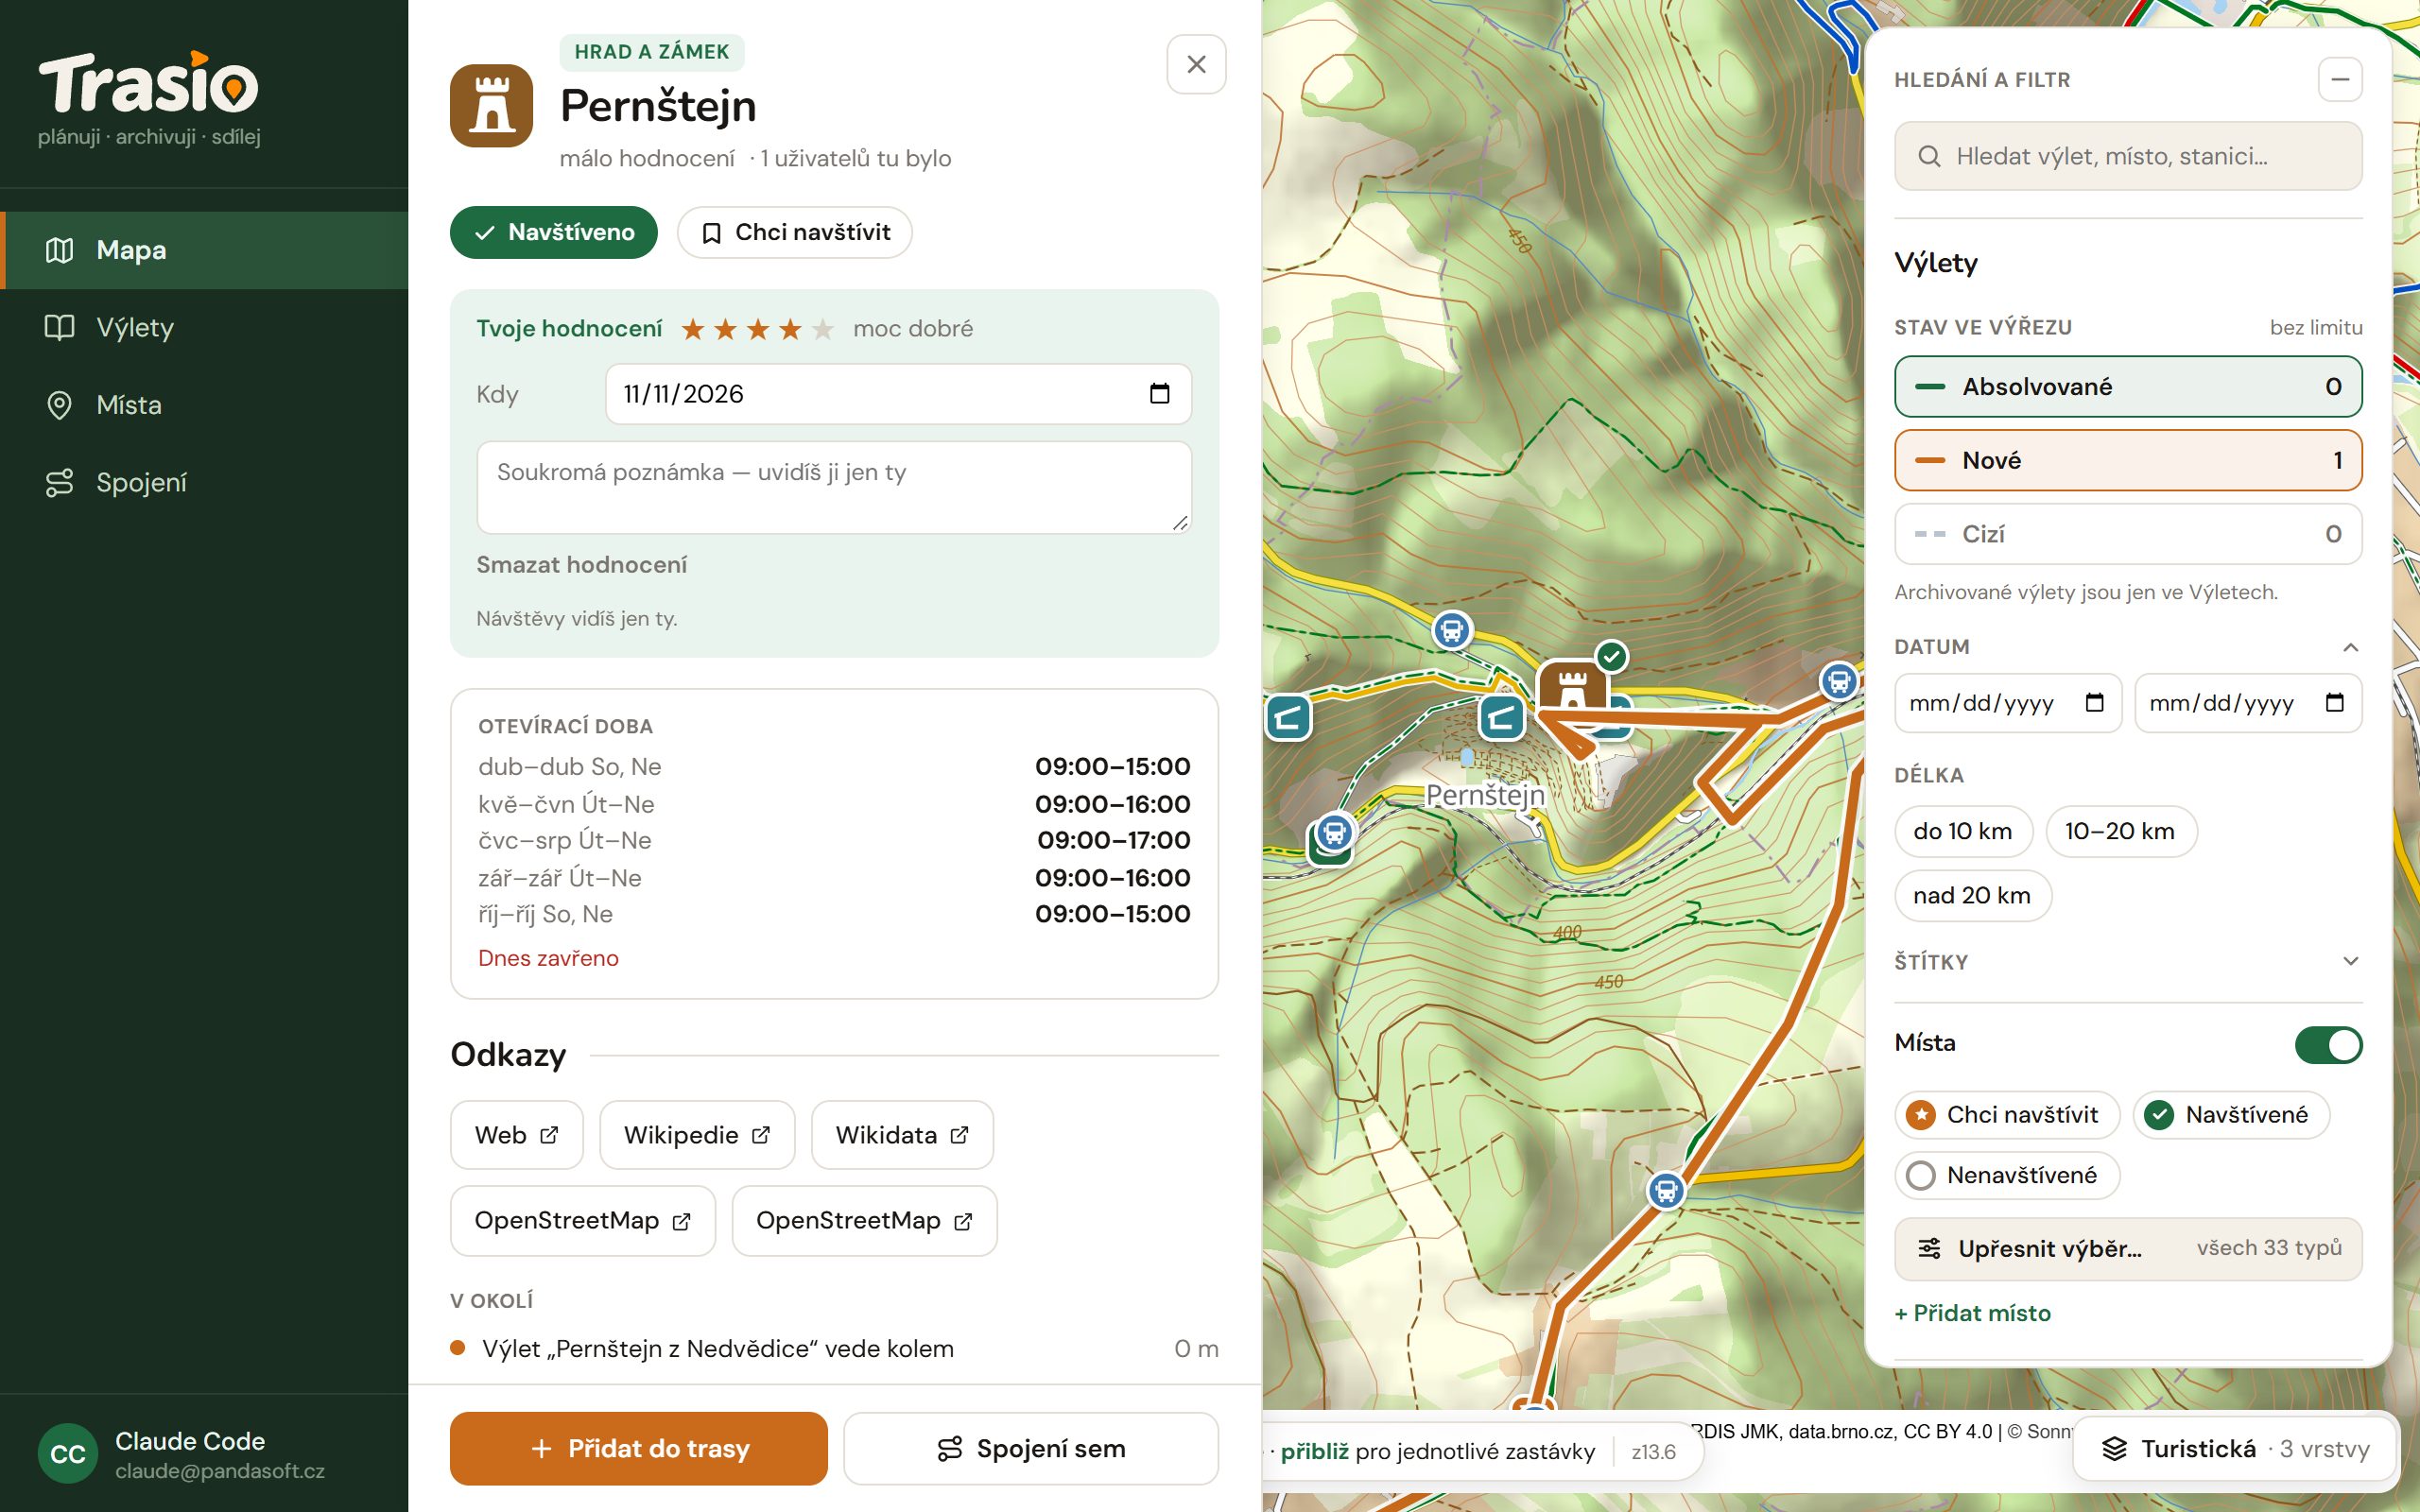 Trasio
plánuji · archivuji · sdílej
Mapa
Výlety
Místa
Spojení
CC
Claude Code
claude@pandasoft.cz
HRAD A ZÁMEK
Pernštejn
málo hodnocení · 1 uživatelů tu bylo
Navštíveno
Chci navštívit
Tvoje hodnocení ★★★★★ moc dobré
Kdy 11/11/2026
Soukromá poznámka — uvidíš ji jen ty
Smazat hodnocení
Návštěvy vidíš jen ty.
OTEVÍRACÍ DOBA
dub–dub So, Ne 09:00–15:00
kvě–čvn Út–Ne 09:00–16:00
čvc–srp Út–Ne 09:00–17:00
zář–zář Út–Ne 09:00–16:00
říj–říj So, Ne 09:00–15:00
Dnes zavřeno
Odkazy
Web
Wikipedie
Wikidata
OpenStreetMap
OpenStreetMap
V OKOLÍ
Výlet „Pernštejn z Nedvědice“ vede kolem 0 m
+ Přidat do trasy
Spojení sem
450
Pernštejn
400
450
· přibliž pro jednotlivé zastávky z13.6
RDIS JMK, data.brno.cz, CC BY 4.0 | © Sonn
Turistická · 3 vrstvy
HLEDÁNÍ A FILTR
Hledat výlet, místo, stanici…
Výlety
STAV VE VÝŘEZU bez limitu
Absolvované 0
Nové 1
Cizí 0
Archivované výlety jsou jen ve Výletech.
DATUM
mm/dd/yyyy mm/dd/yyyy
DÉLKA
do 10 km 10–20 km
nad 20 km
ŠTÍTKY
Místa
Chci navštívit
Navštívené
Nenavštívené
Upřesnit výběr… všech 33 typů
+ Přidat místo